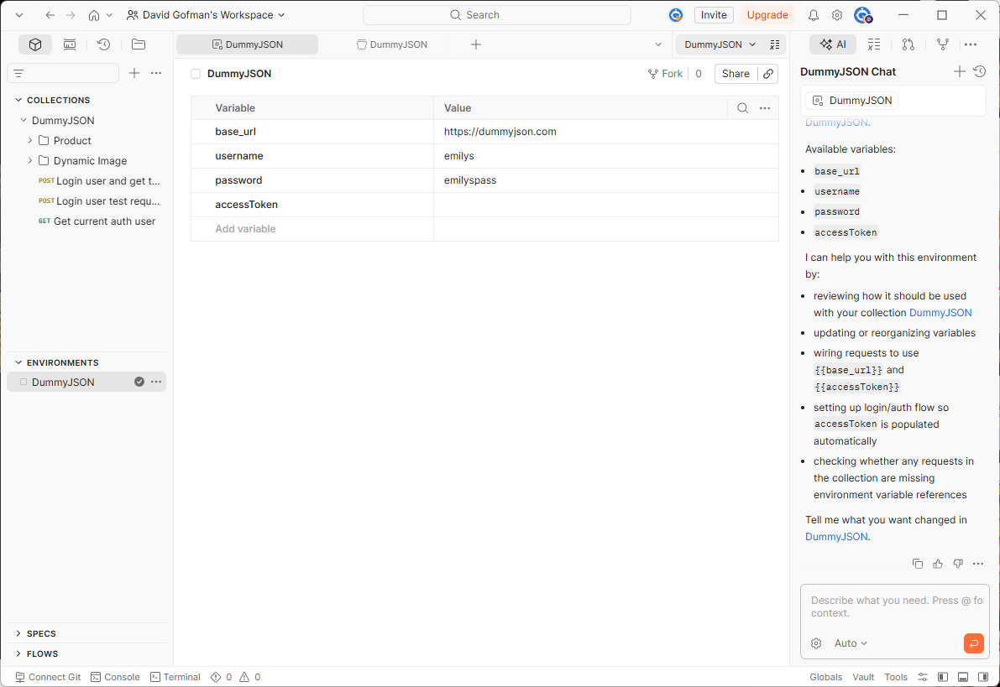 David Gofman's Workspace
Search
Invite
Upgrade
DummyJSON
DummyJSON
DummyJSON
AI
DummyJSON
Fork
0
Share
DummyJSON Chat
DummyJSON
COLLECTIONS
DummyJSON
Product
Dynamic Image
POST Login user and get t...
POST Login user test requ...
GET Get current auth user
ENVIRONMENTS
DummyJSON
SPECS
FLOWS
Variable Value
base_url https://dummyjson.com
username emilys
password emilyspass
accessToken
Add variable
DummyJSON.
Available variables:
• base_url
• username
• password
• accessToken
I can help you with this environment
by:
• reviewing how it should be used
with your collection DummyJSON
• updating or reorganizing variables
• wiring requests to use
{{base_url}} and
{{accessToken}}
• setting up login/auth flow so
accessToken is populated
automatically
• checking whether any requests in
the collection are missing
environment variable references
Tell me what you want changed in
DummyJSON.
Describe what you need. Press @ for
context.
Auto
Connect Git
Console
Terminal
0
0
Globals
Vault
Tools